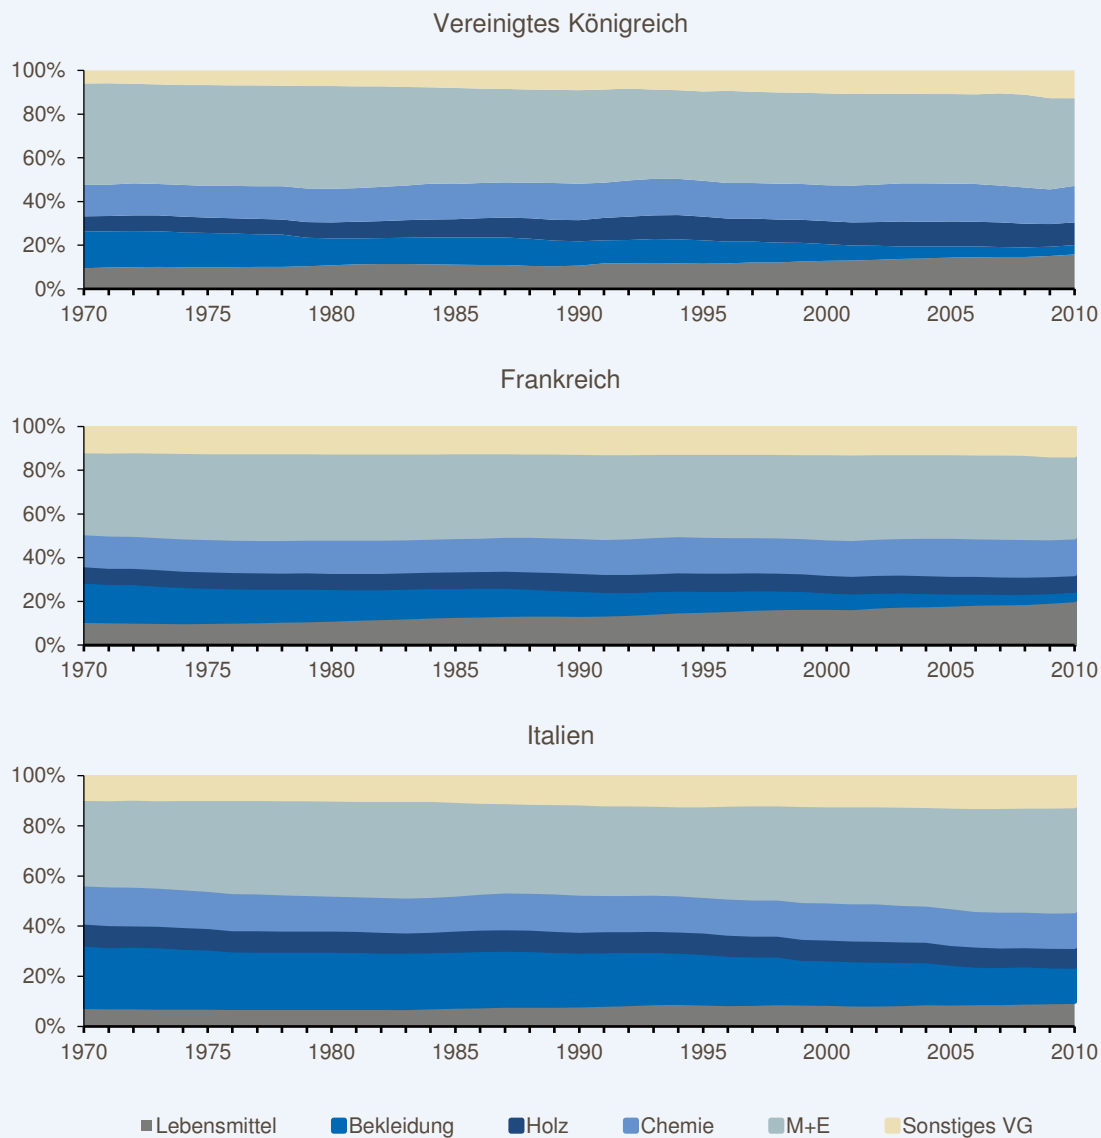 Vereinigtes Königreich
100%
80%
60%
40%
20%
0%
1970 1975 1980 1985 1990 1995 2000 2005 2010
Frankreich
100%
80%
60%
40%
20%
0%
1970 1975 1980 1985 1990 1995 2000 2005 2010
Italien
100%
80%
60%
40%
20%
0%
1970 1975 1980 1985 1990 1995 2000 2005 2010
Lebensmittel Bekleidung Holz Chemie M+E Sonstiges VG